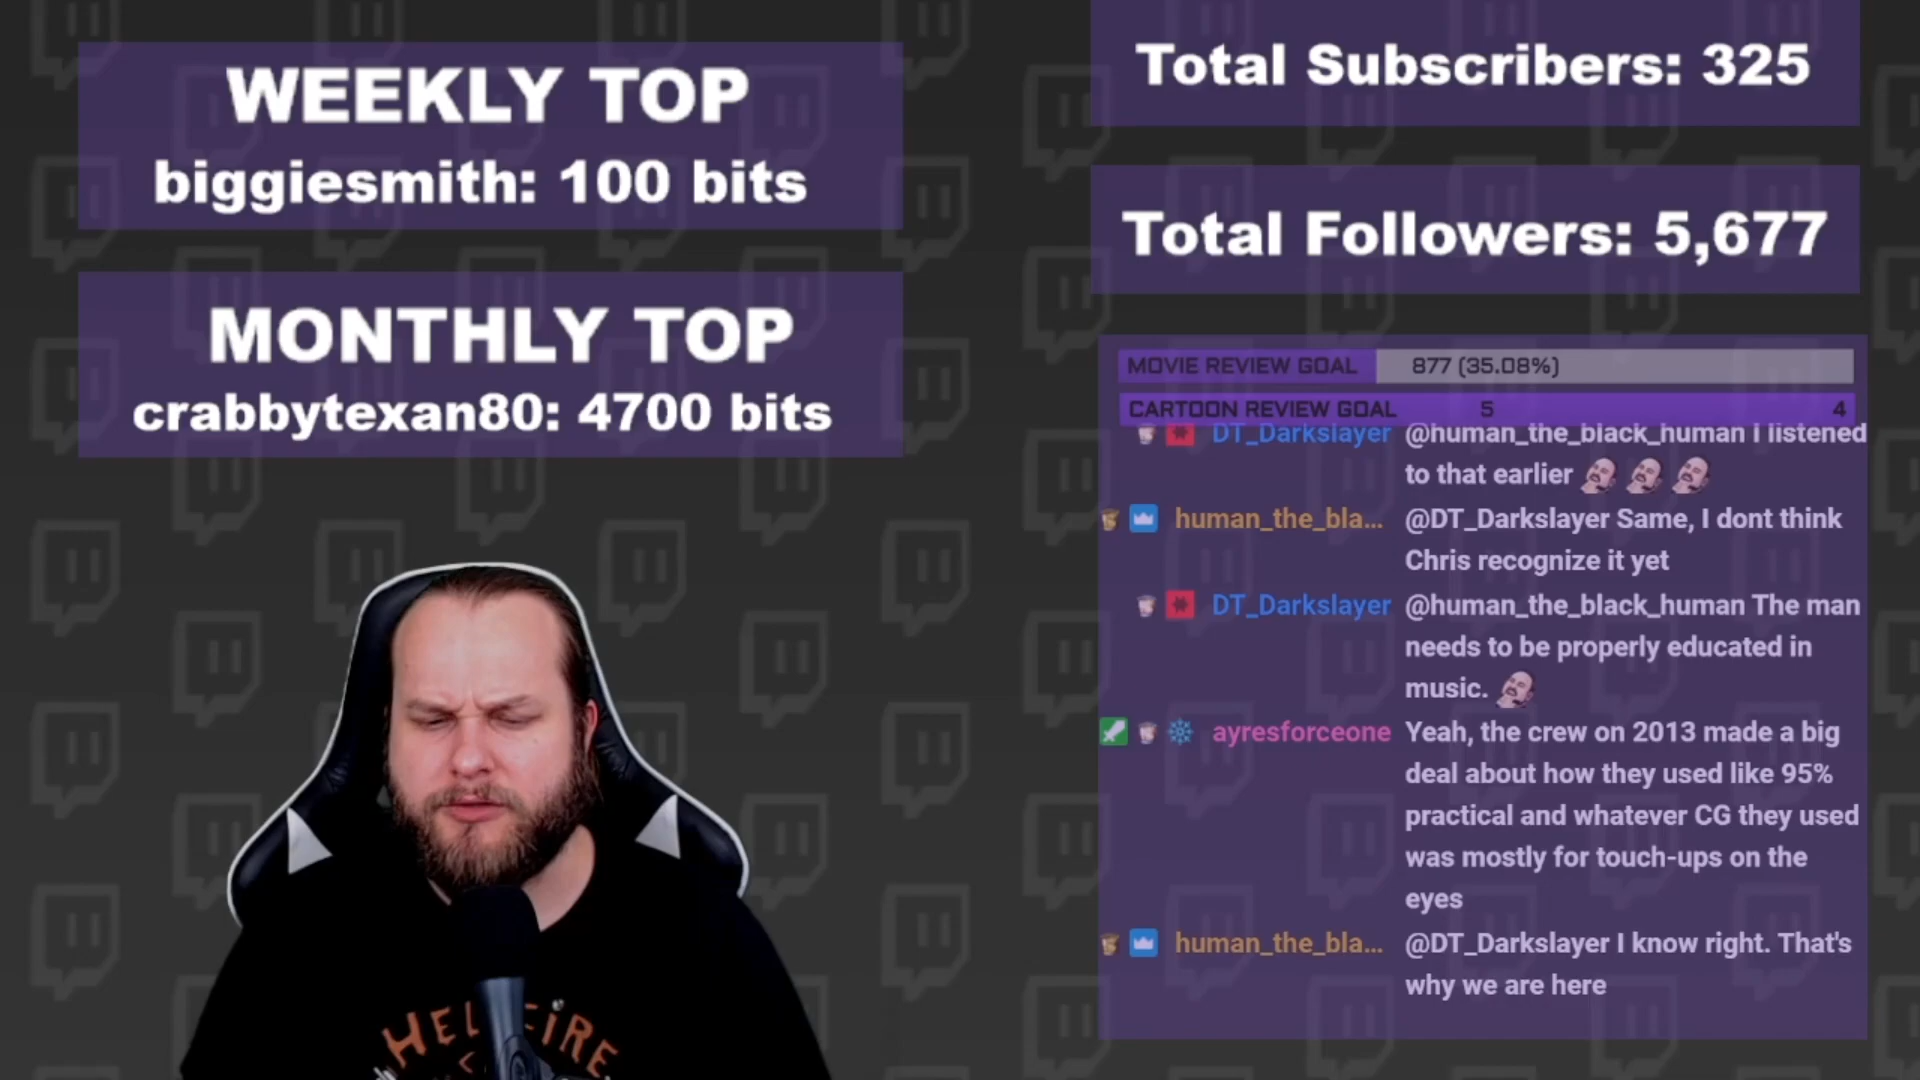 WEEKLY TOP
biggiesmith: 100 bits
MONTHLY TOP
crabbytexan80: 4700 bits
Total Subscribers: 325
Total Followers: 5,677
MOVIE REVIEW GOAL 877 (35.08%)
CARTOON REVIEW GOAL 5 4
DT_Darkslayer @human_the_black_human I listened
to that earlier
human_the_bla... @DT_Darkslayer Same, I dont think
Chris recognize it yet
DT_Darkslayer @human_the_black_human The man
needs to be properly educated in
music.
ayresforceone Yeah, the crew on 2013 made a big
deal about how they used like 95%
practical and whatever CG they used
was mostly for touch-ups on the
eyes
human_the_bla... @DT_Darkslayer I know right. That's
why we are here
HELLFIRE